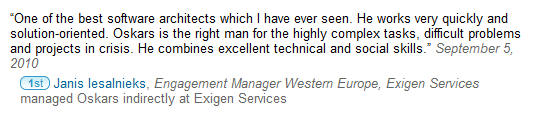 “One of the best software architects which I have ever seen. He works very quickly and
solution-oriented. Oskars is the right man for the highly complex tasks, difficult problems
and projects in crisis. He combines excellent technical and social skills.” September 5,
2010
1st Janis Iesalnieks, Engagement Manager Western Europe, Exigen Services
managed Oskars indirectly at Exigen Services